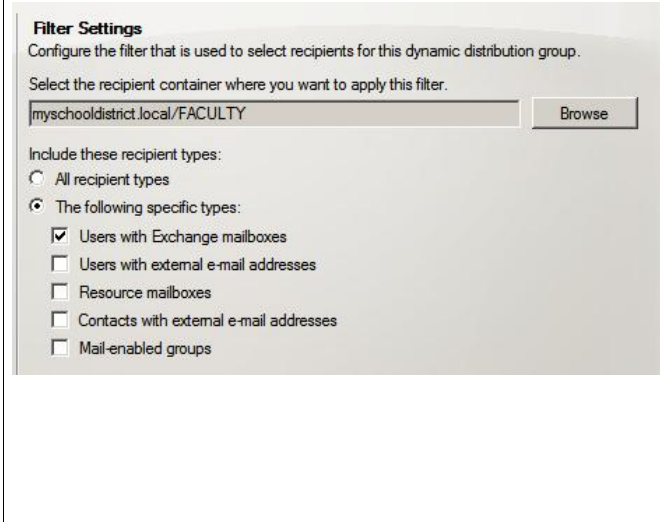 Filter Settings
Configure the filter that is used to select recipients for this dynamic distribution group.
Select the recipient container where you want to apply this filter.
myschooldistrict.local/FACULTY
Browse
Include these recipient types:
All recipient types
The following specific types:
Users with Exchange mailboxes
Users with external e-mail addresses
Resource mailboxes
Contacts with external e-mail addresses
Mail-enabled groups